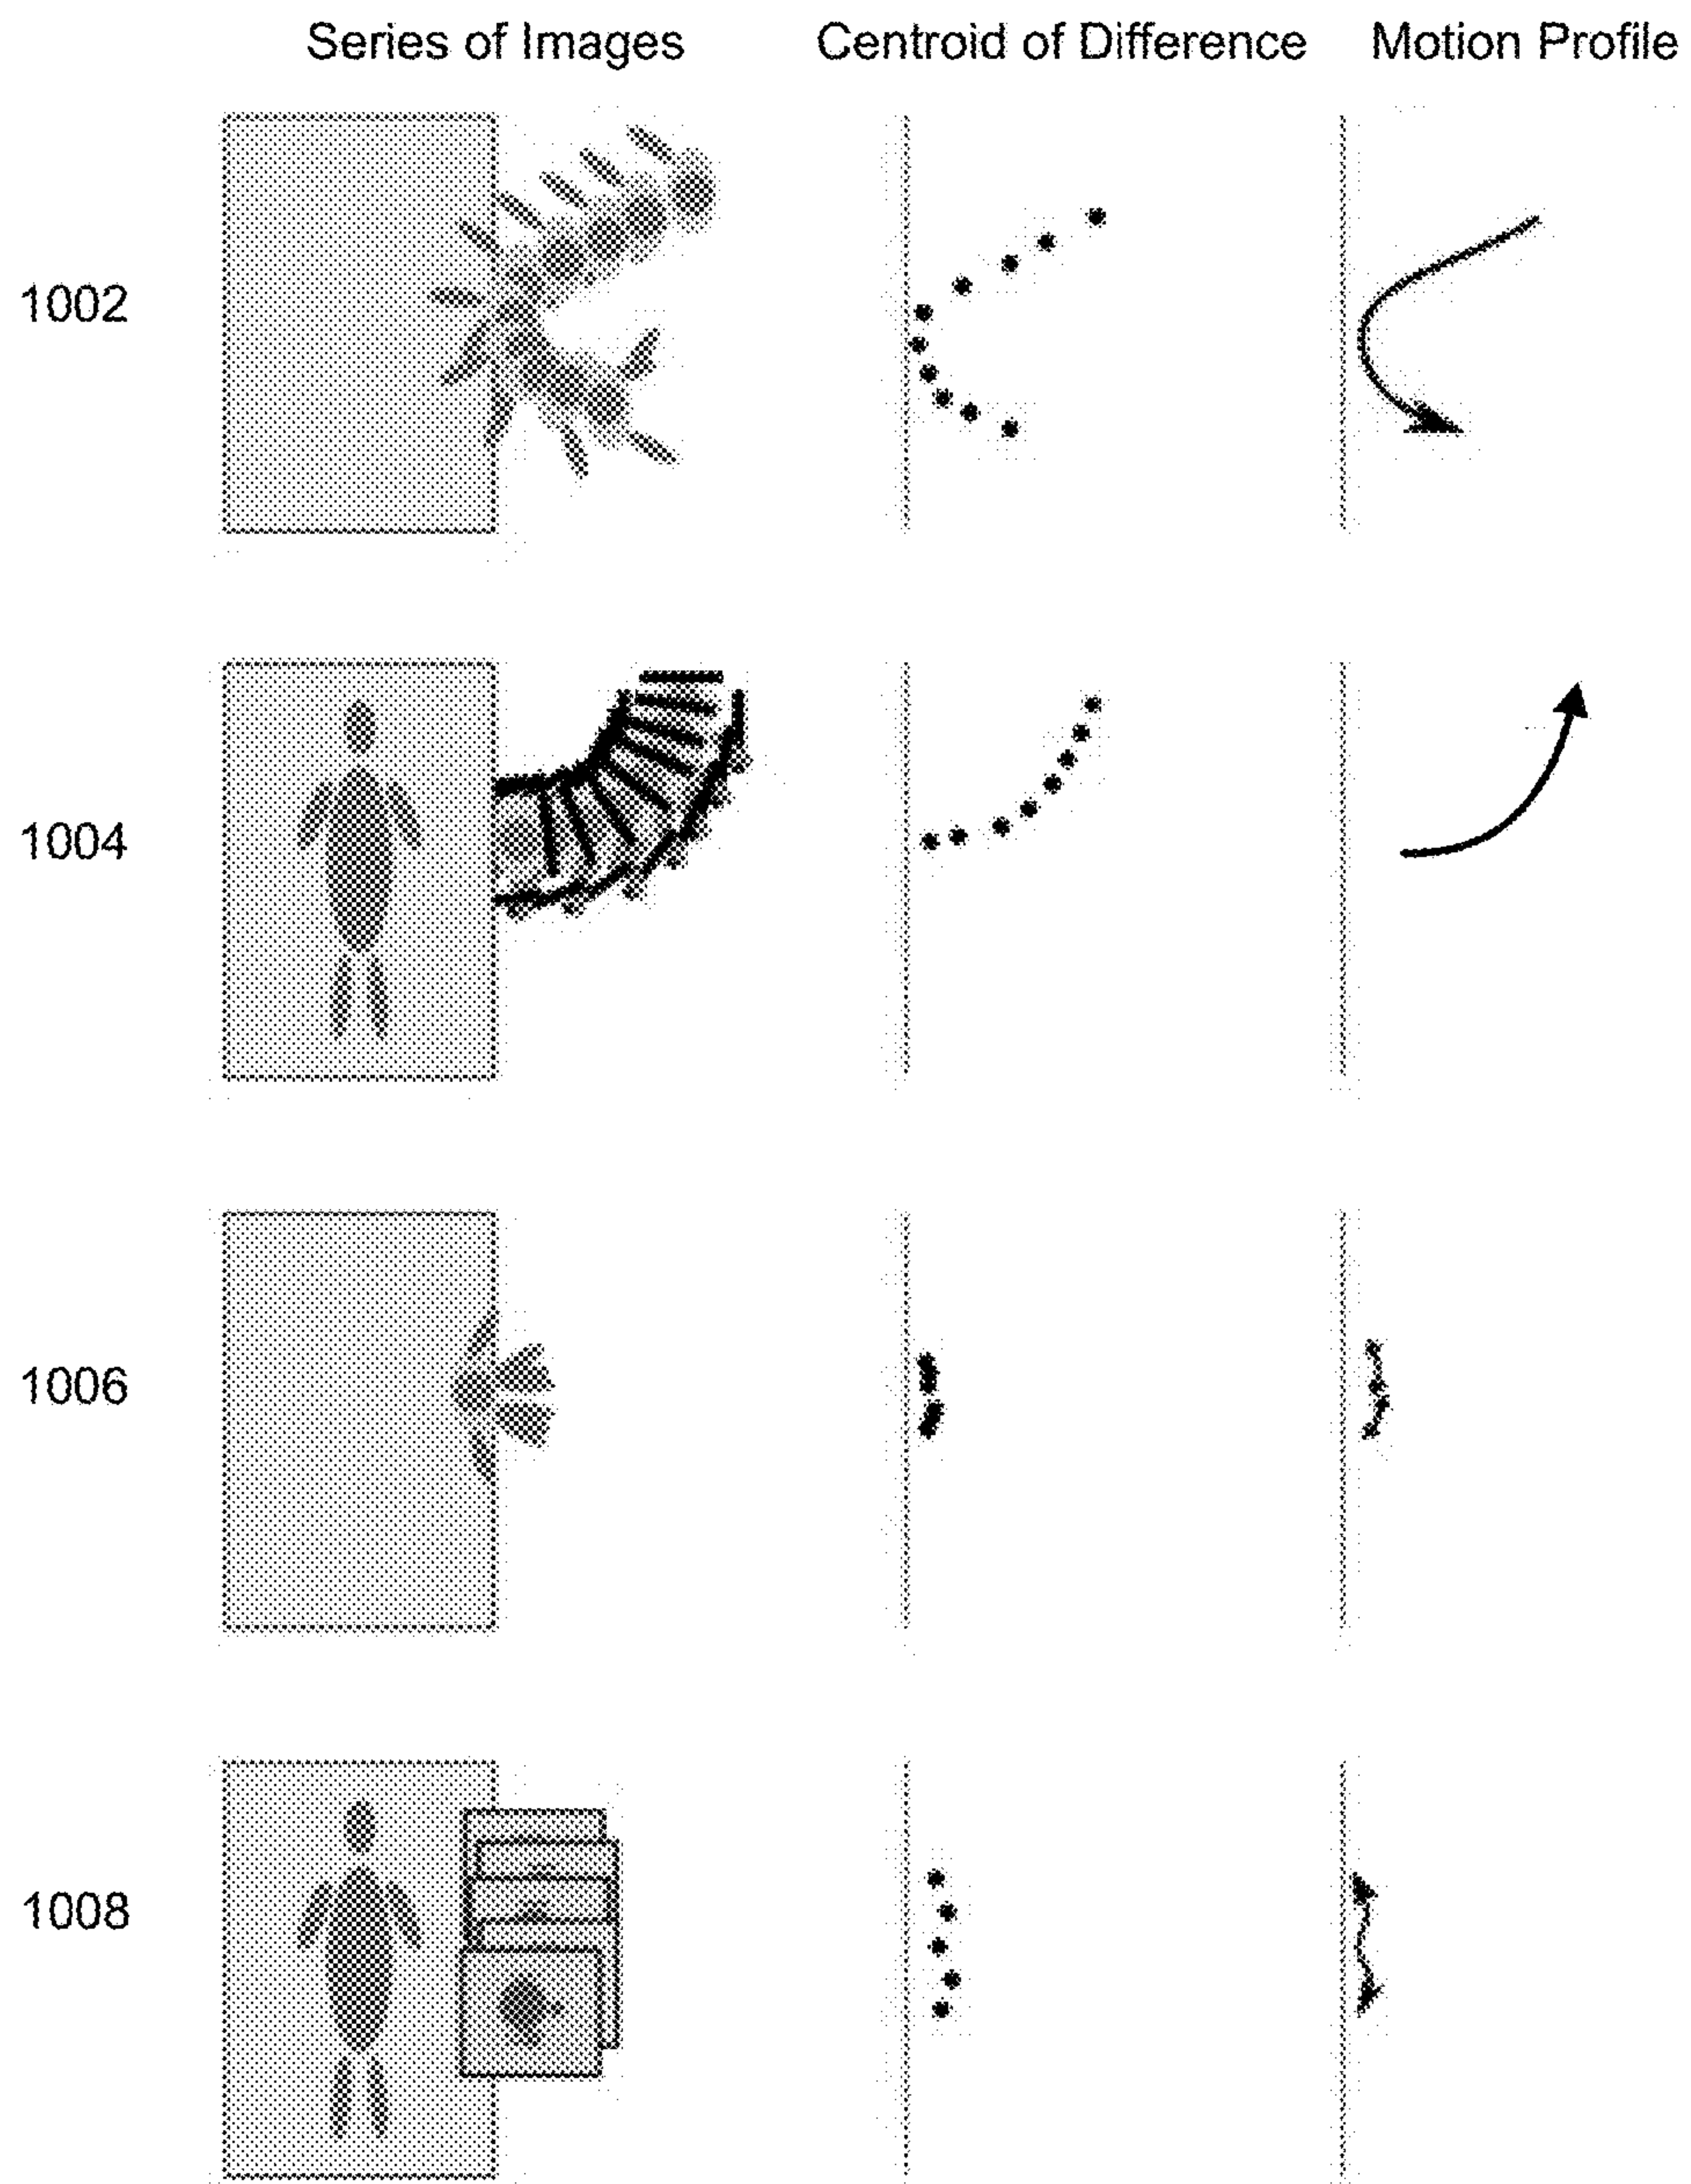 Series of Images Centroid of Difference Motion Profile
1002
1004
1006
1008